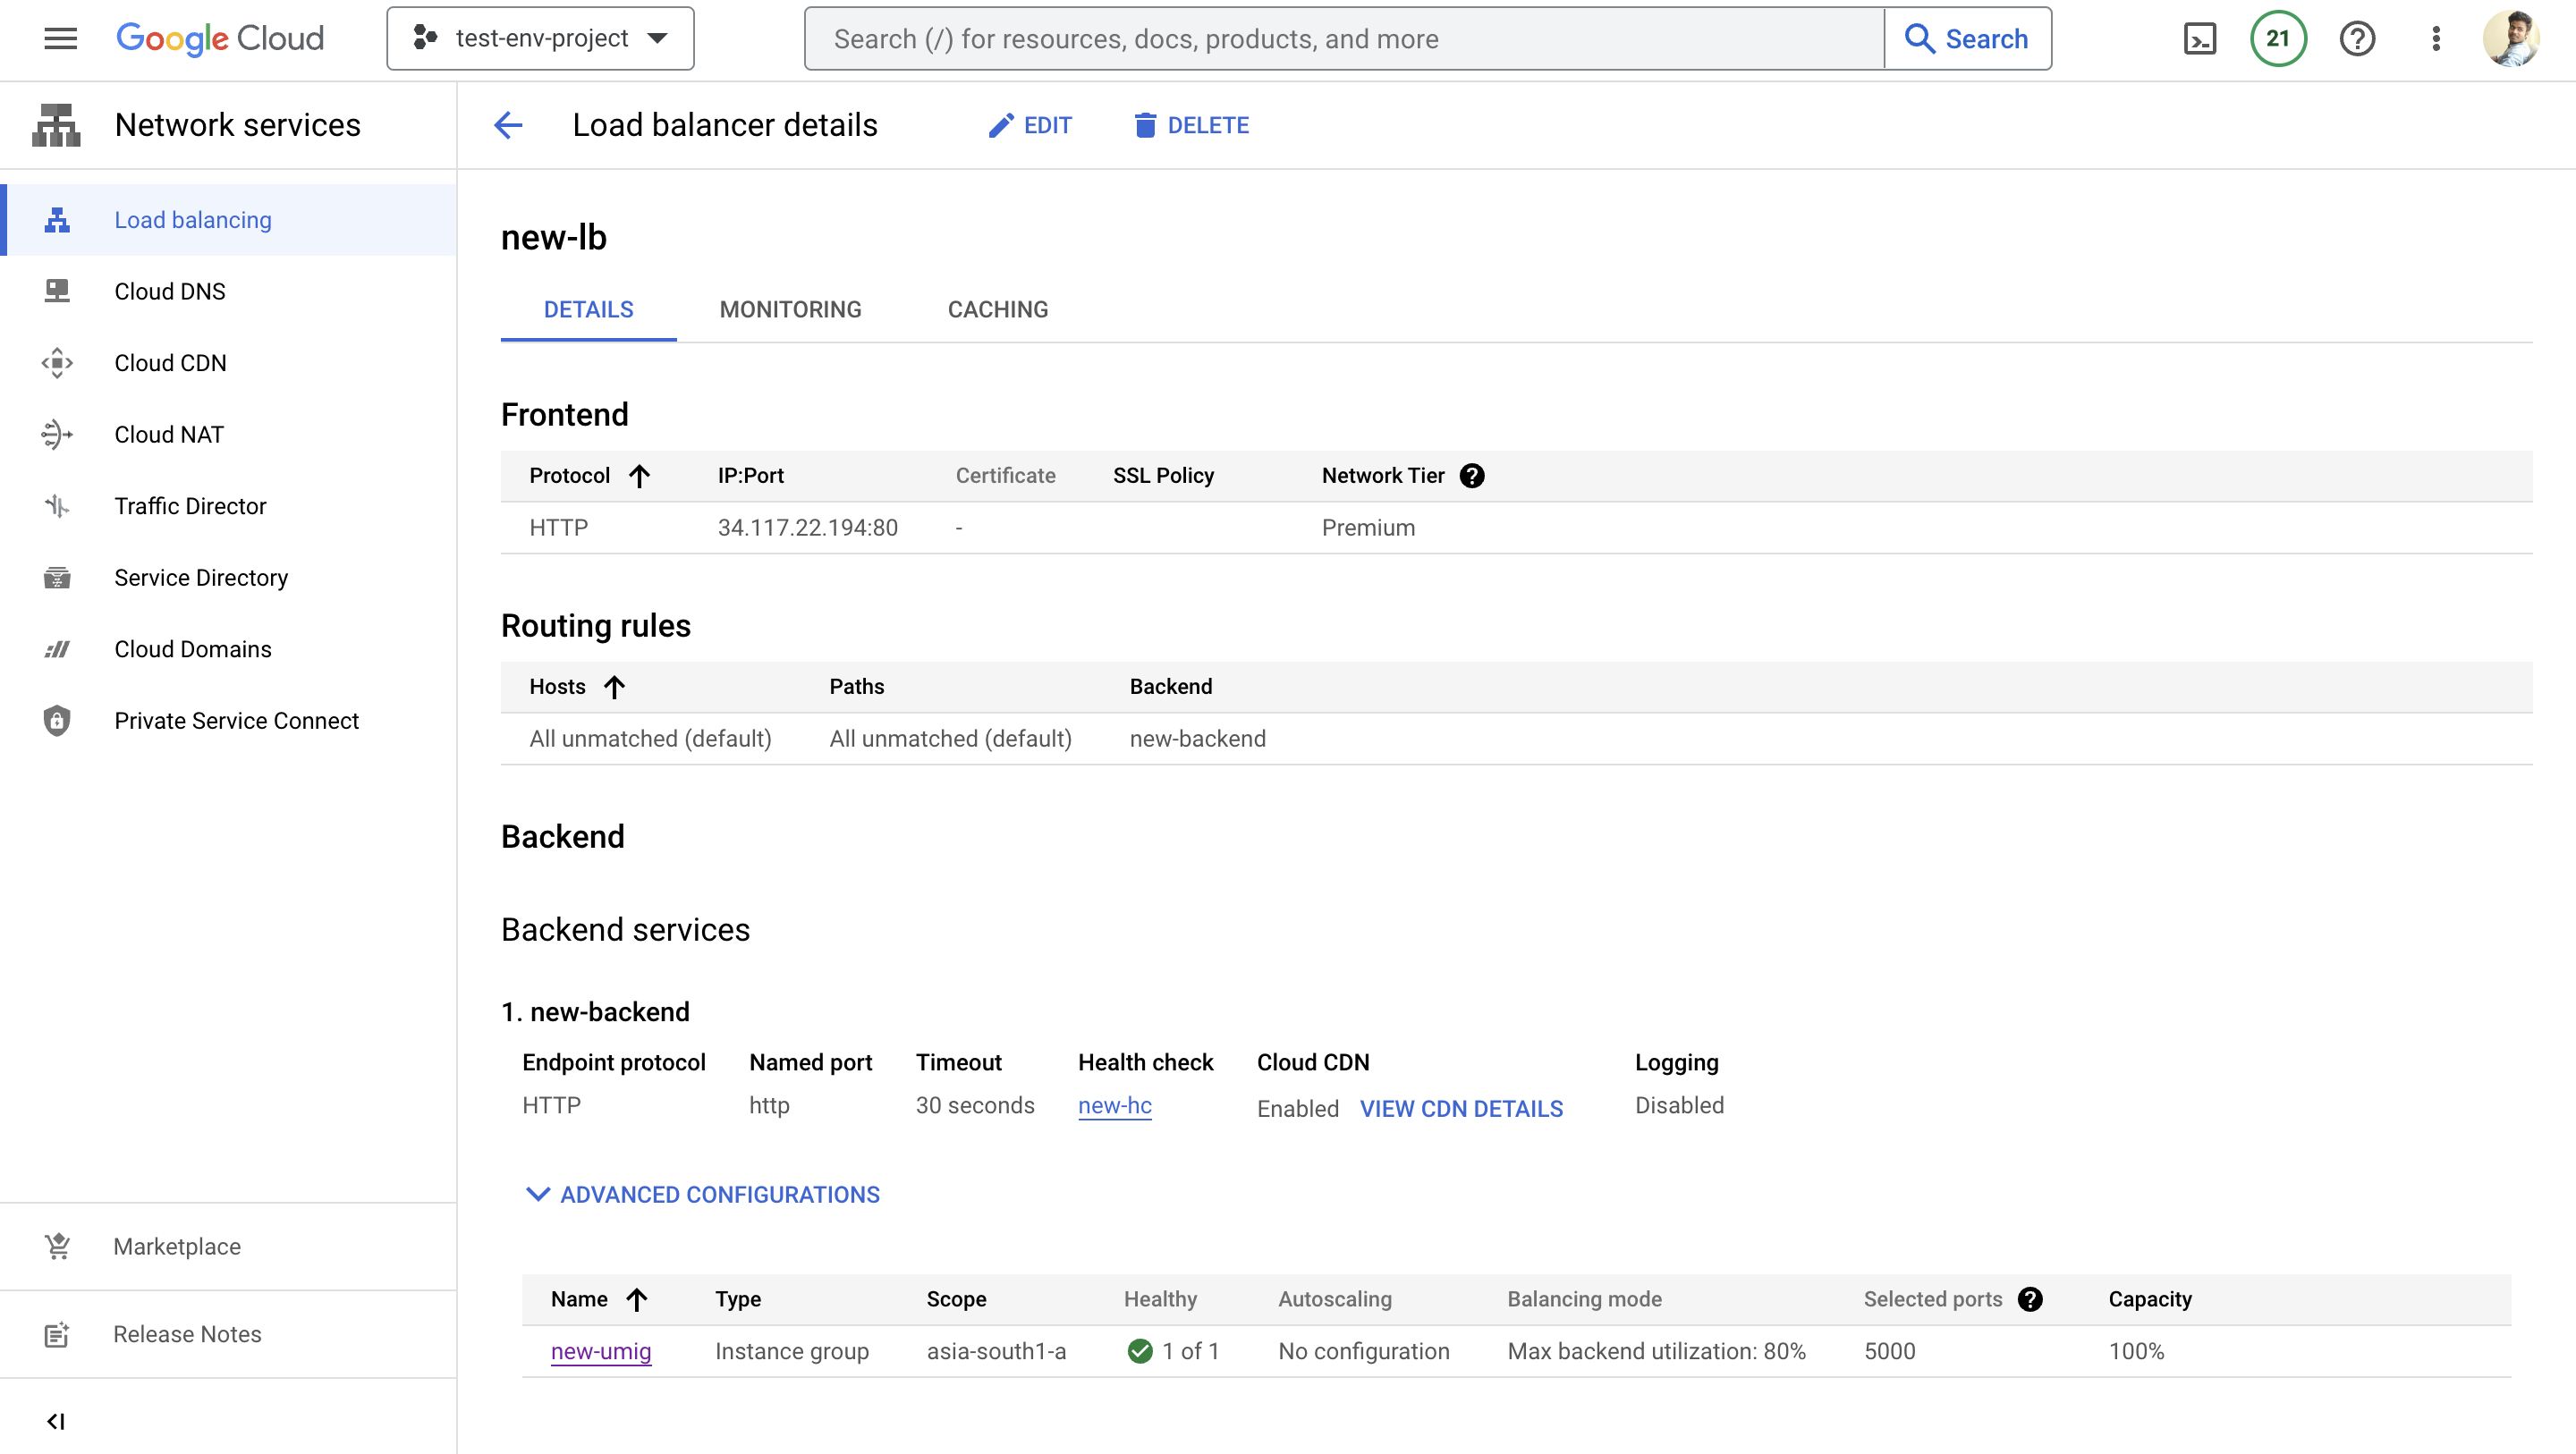 Google Cloud
test-env-project
Search (/) for resources, docs, products, and more
Search
21
Network services
Load balancer details
EDIT
DELETE
Load balancing
Cloud DNS
Cloud CDN
Cloud NAT
Traffic Director
Service Directory
Cloud Domains
Private Service Connect
Marketplace
Release Notes
new-lb
DETAILS MONITORING CACHING
Frontend
Protocol IP:Port Certificate SSL Policy Network Tier
HTTP 34.117.22.194:80 - Premium
Routing rules
Hosts Paths Backend
All unmatched (default) All unmatched (default) new-backend
Backend
Backend services
1. new-backend
Endpoint protocol Named port Timeout Health check Cloud CDN Logging
HTTP http 30 seconds new-hc Enabled VIEW CDN DETAILS Disabled
ADVANCED CONFIGURATIONS
Name Type Scope Healthy Autoscaling Balancing mode Selected ports Capacity
new-umig Instance group asia-south1-a 1 of 1 No configuration Max backend utilization: 80% 5000 100%